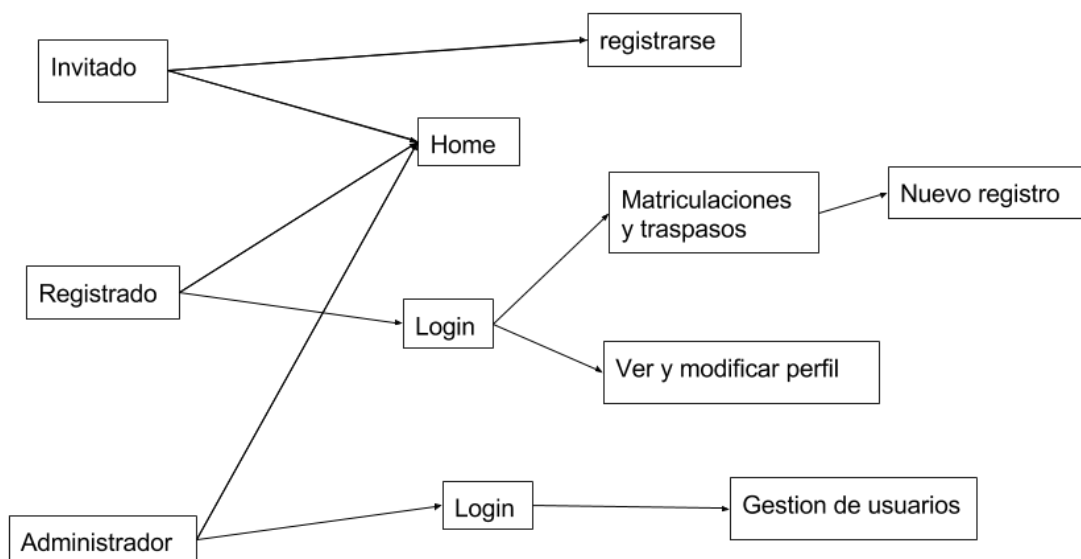 registrarse
Invitado
Home
Matriculaciones
y traspasos
Nuevo registro
Registrado
Login
Ver y modificar perfil
Login
Gestion de usuarios
Administrador